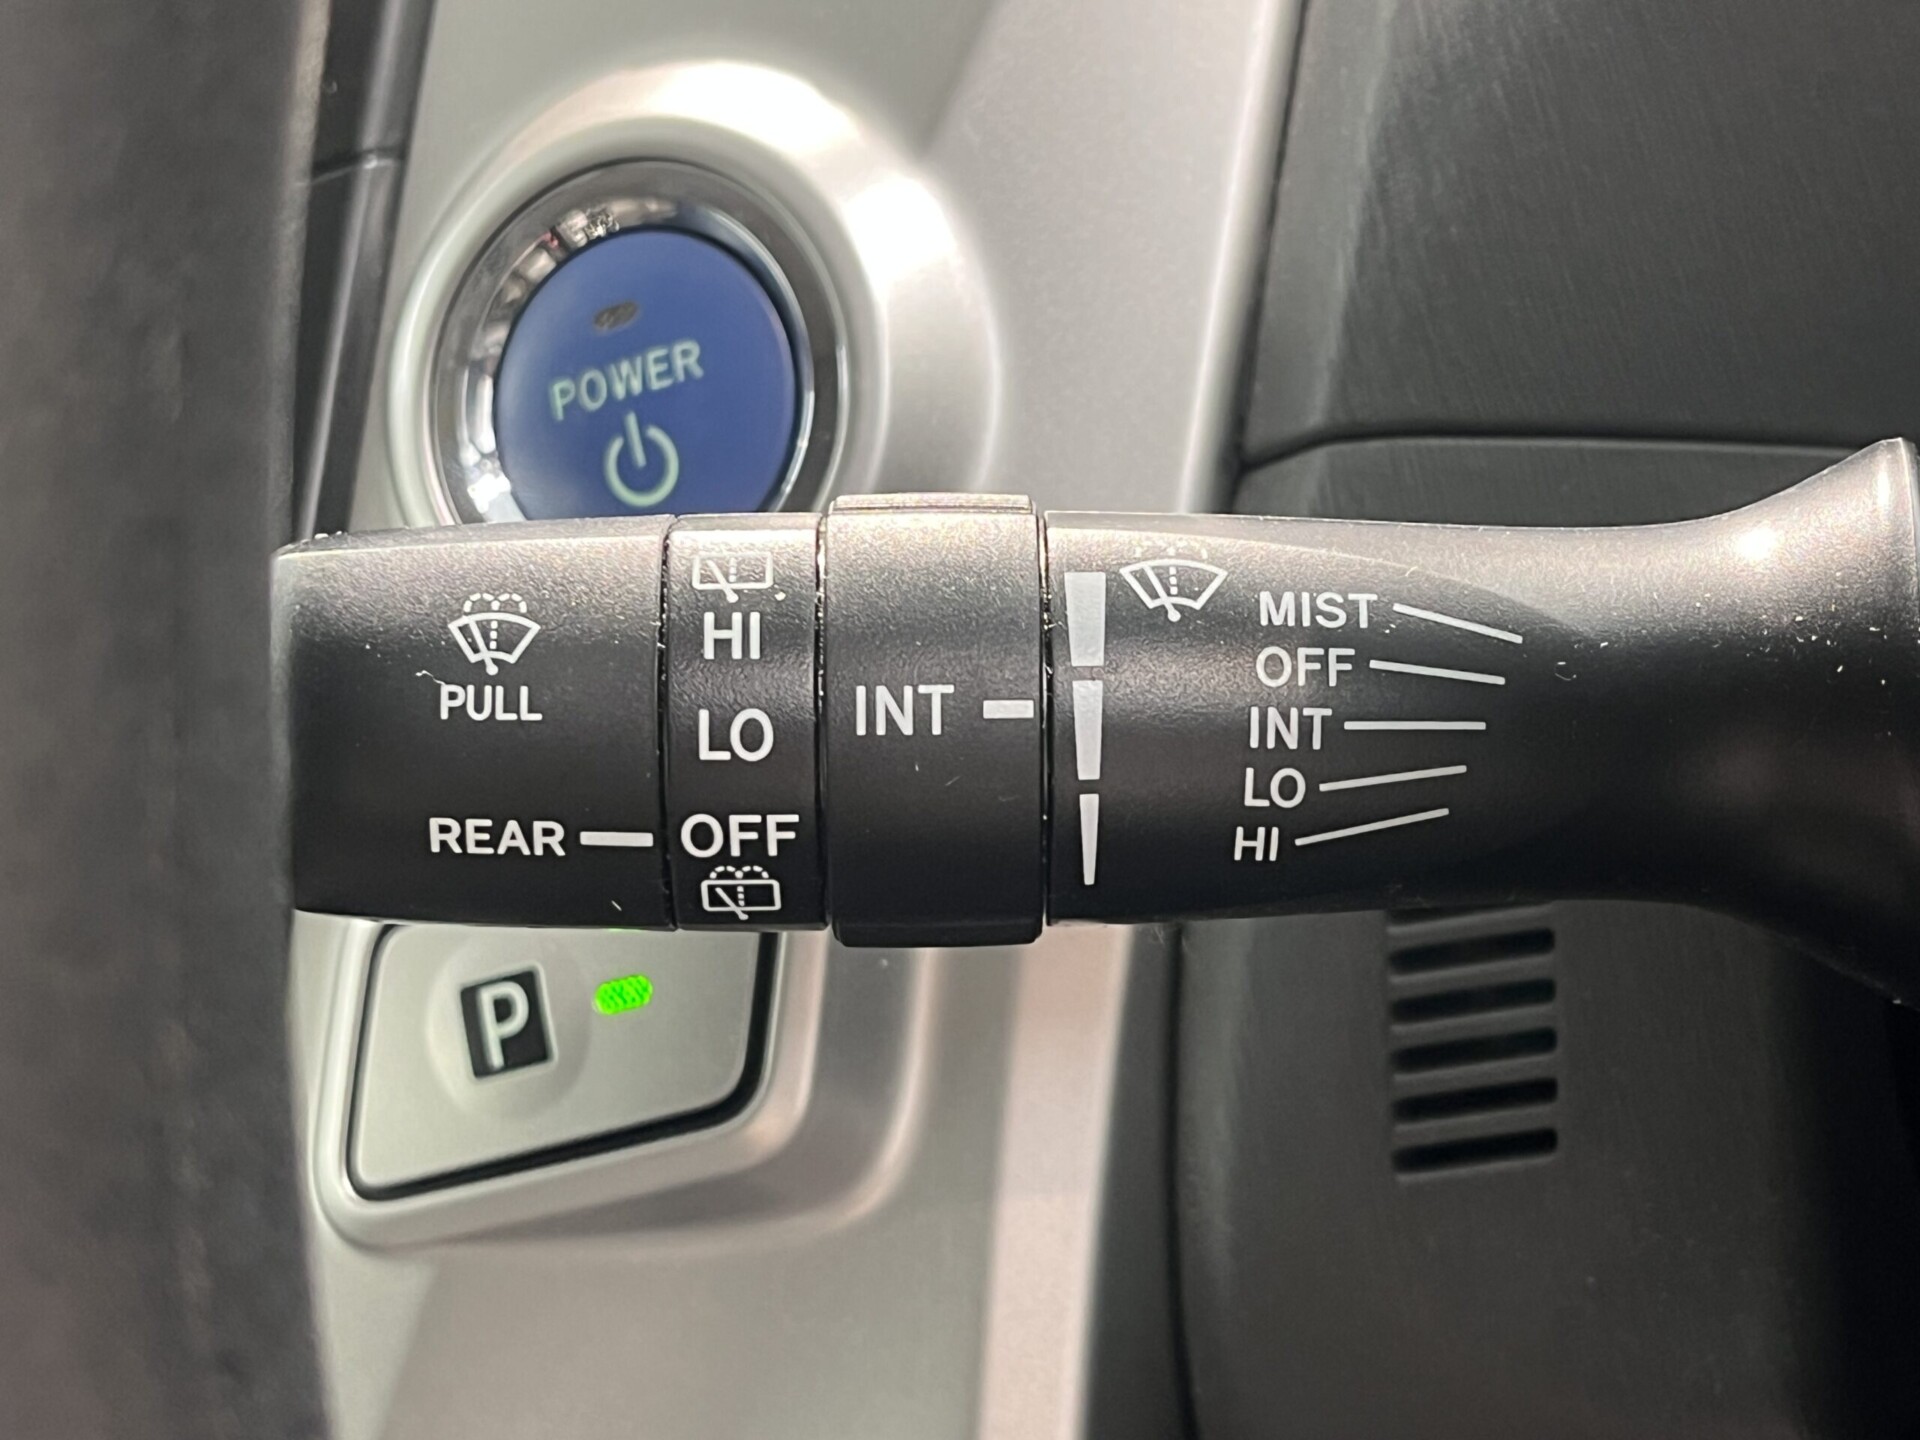 POWER
PULL
REAR
HI
LO
OFF
INT
MIST
OFF
INT
LO
HI
P